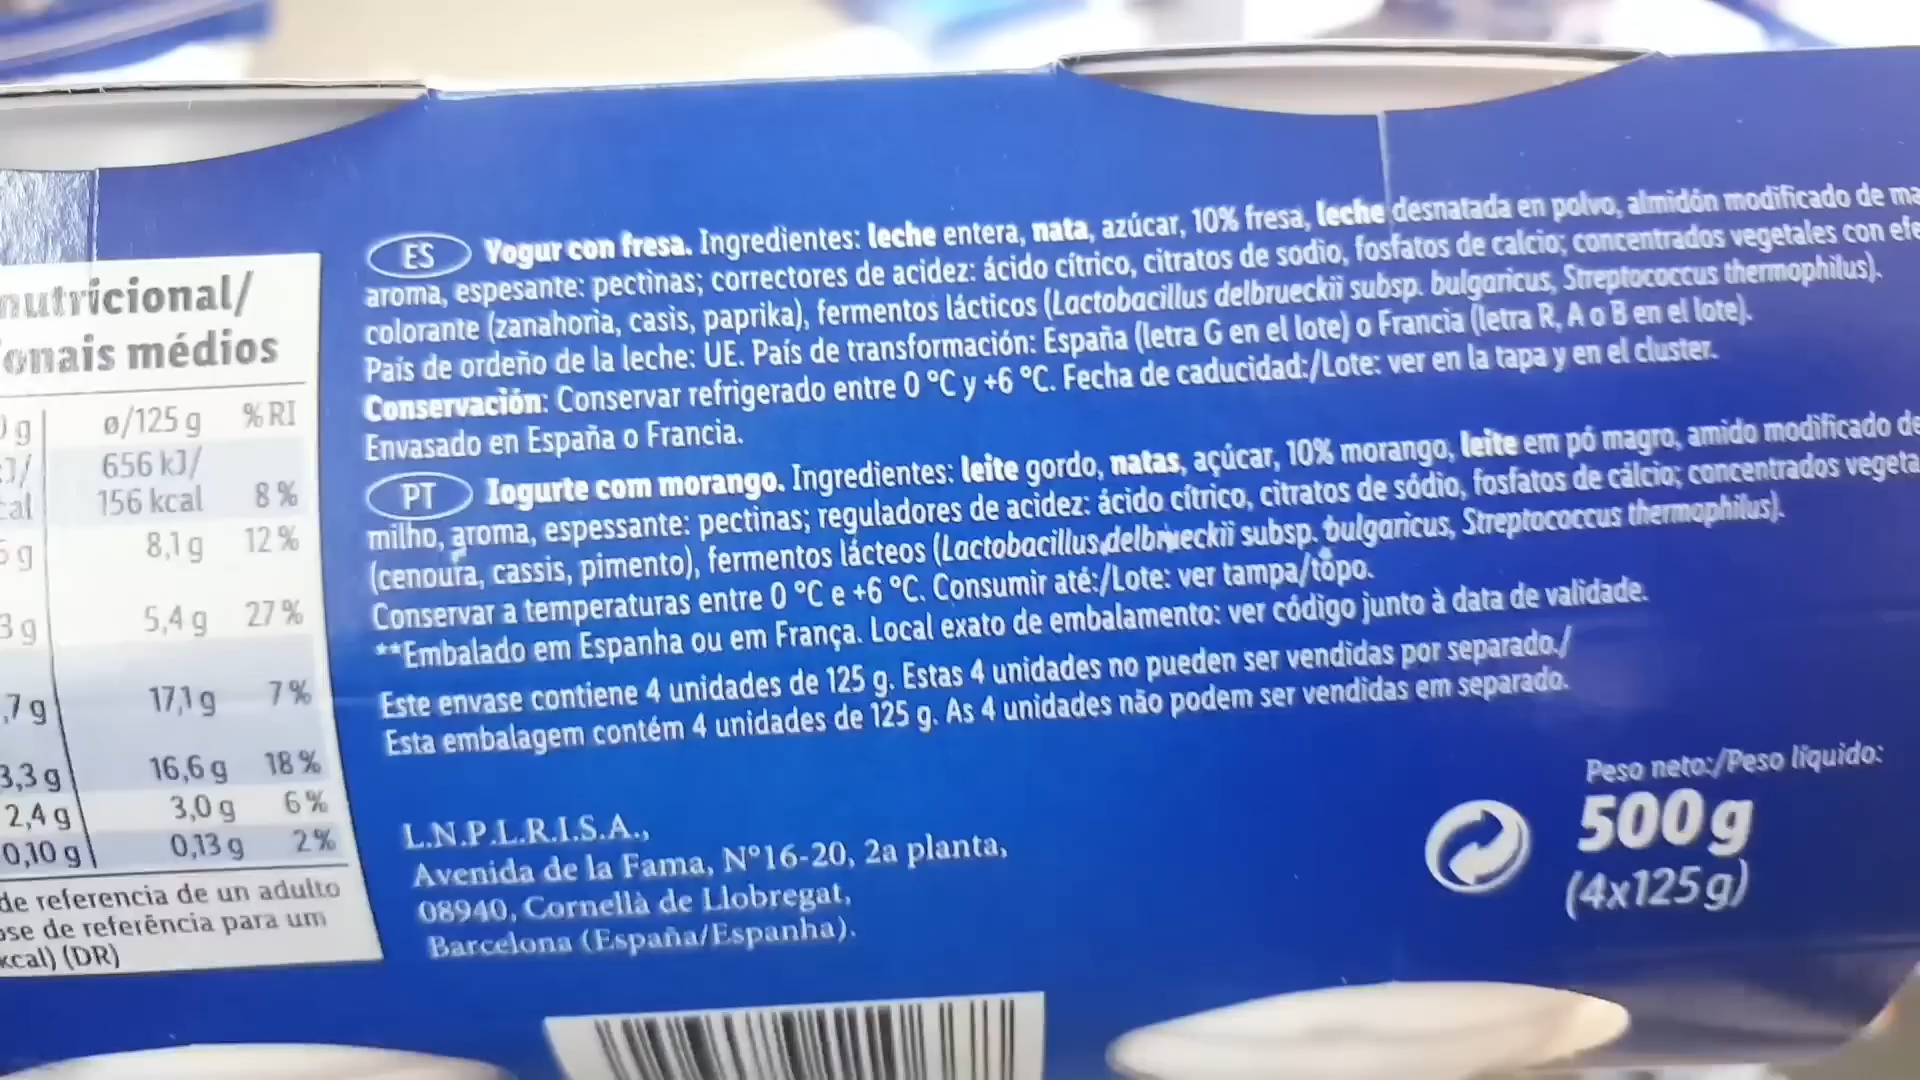 nutricional/
onais médios
g ø/125 g % RI
656 kJ/
156 kcal 8 %
g 8,1 g 12 %
3 g 5,4 g 27 %
,7 g 17,1 g 7 %
3,3 g 16,6 g 18 %
2,4 g 3,0 g 6 %
0,10 g 0,13 g 2 %
de referencia de un adulto
de referência para um
kcal) (DR)
ES Yogur con fresa. Ingredientes: leche entera, nata, azúcar, 10% fresa, leche desnatada en polvo, almidón modificado de
aroma, espesante: pectinas; correctores de acidez: ácido cítrico, citratos de sodio, fosfatos de calcio; concentrados vegetales con
colorante (zanahoria, casis, paprika), fermentos lácticos (Lactobacillus delbrueckii subsp. bulgaricus, Streptococcus thermophilus).
País de ordeño de la leche: UE. País de transformación: España (letra G en el lote) o Francia (letra R, A o B en el lote).
Conservación: Conservar refrigerado entre 0 °C y +6 °C. Fecha de caducidad:/Lote: ver en la tapa y en el cluster.
Envasado en España o Francia.
PT Iogurte com morango. Ingredientes: leite gordo, natas, açúcar, 10% morango, leite em pó magro, amido modificado de
milho, aroma, espessante: pectinas; reguladores de acidez: ácido cítrico, citratos de sódio, fosfatos de cálcio; concentrados
(cenoura, cassis, pimento), fermentos lácteos (Lactobacillus delbrueckii subsp. bulgaricus, Streptococcus thermophilus).
Conservar a temperaturas entre 0 °C e +6 °C. Consumir até:/Lote: ver tampa/topo.
**Embalado em Espanha ou em França. Local exato de embalamento: ver código junto à data de validade.
Este envase contiene 4 unidades de 125 g. Estas 4 unidades no pueden ser vendidas por separado./
Esta embalagem contém 4 unidades de 125 g. As 4 unidades não podem ser vendidas em separado.
L.N.P.L.R.I.S.A.,
Avenida de la Fama, N°16-20, 2a planta,
08940, Cornellà de Llobregat,
Barcelona (España/Espanha).
Peso neto:/Peso líquido:
500 g
(4x125 g)